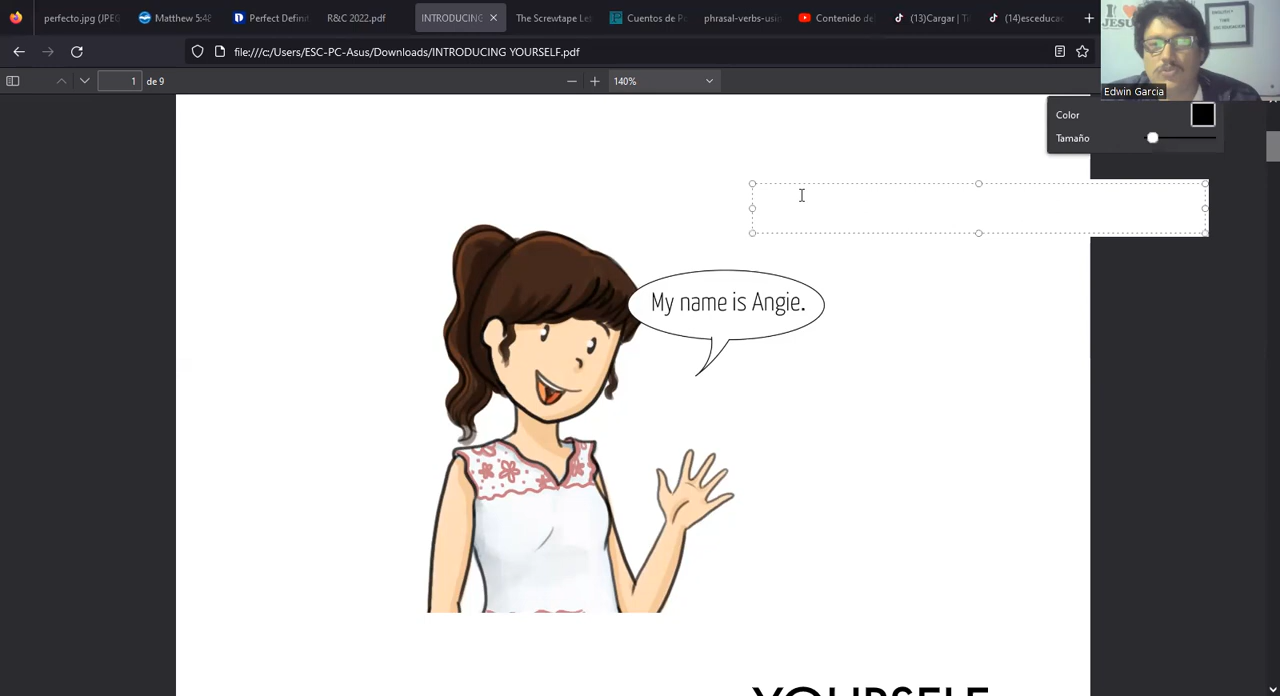 perfecto.jpg (JPEG
Matthew 5:48
Perfect Defini
R&C 2022.pdf
INTRODUCING
The Screwtape Le
Cuentos de P
phrasal-verbs-usin
Contenido de
(13)Cargar | Ti
(14)esceduca
file:///c:/Users/ESC-PC-Asus/Downloads/INTRODUCING YOURSELF.pdf
1 de 9
140%
Edwin Garcia
Color
Tamaño
My name is Angie.
YOURSELF